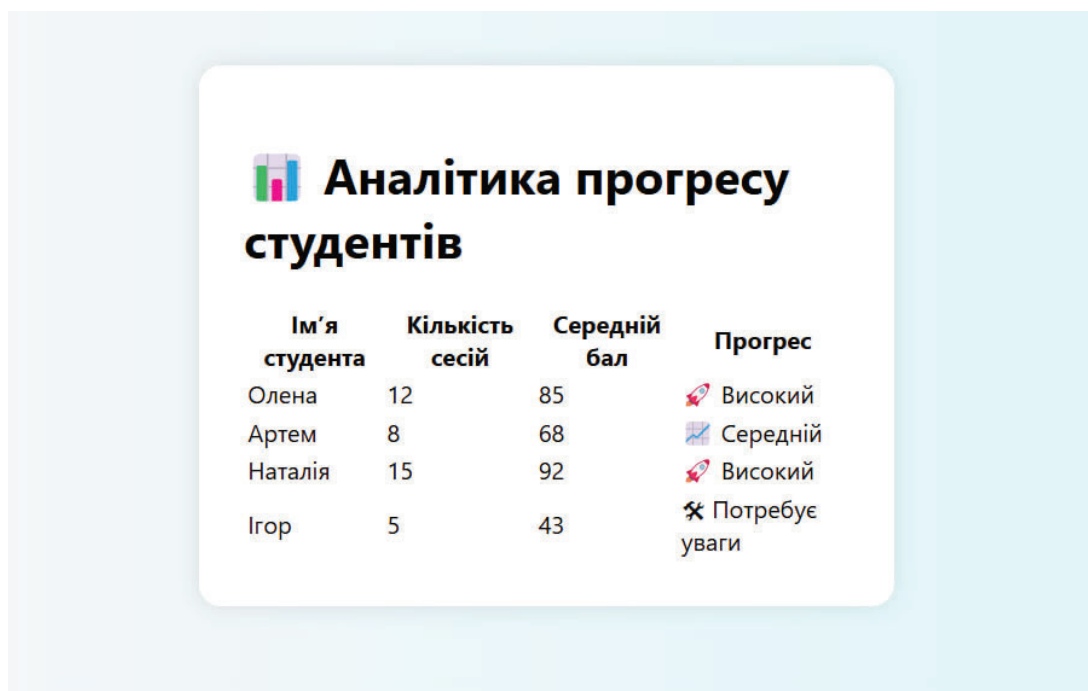 📊 Аналітика прогресу
студентів
Ім’я студента Кількість сесій Середній бал Прогрес
Олена 12 85 🚀 Високий
Артем 8 68 📈 Середній
Наталія 15 92 🚀 Високий
Ігор 5 43 🛠 Потребує уваги